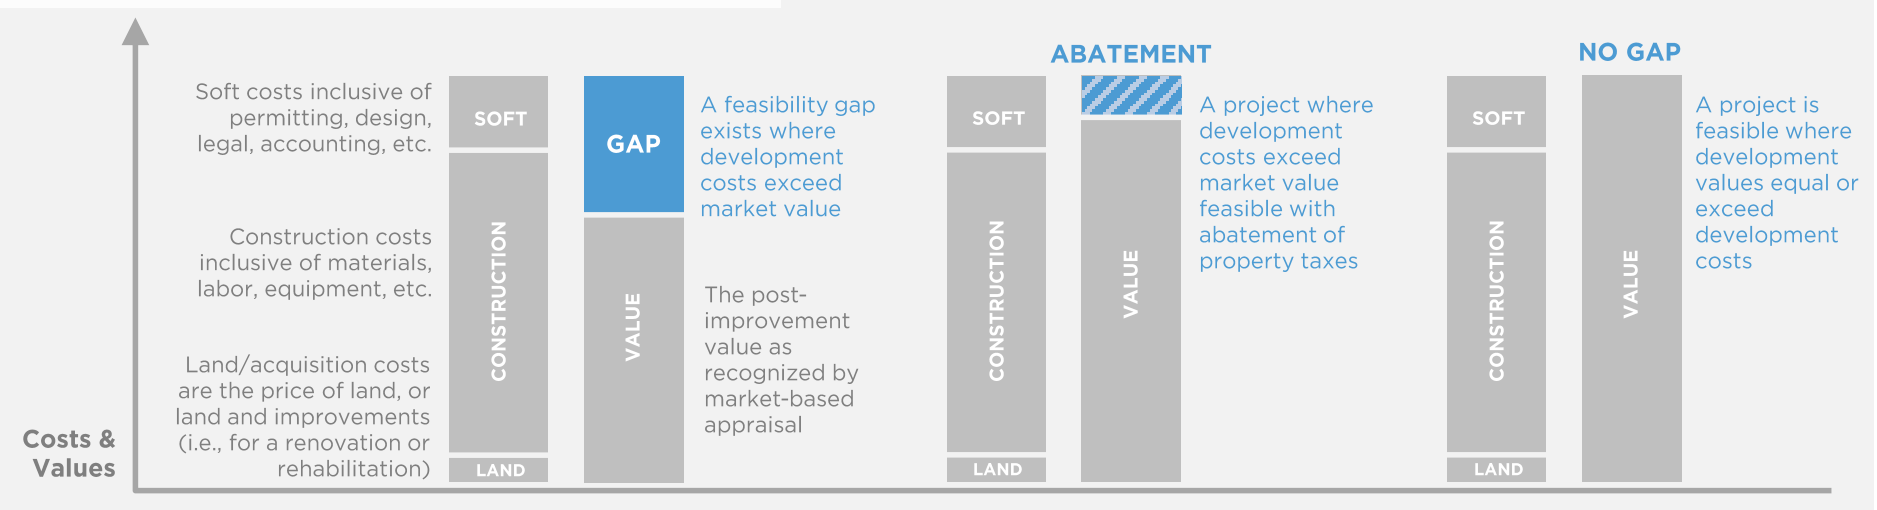 Costs &
Values
Soft costs inclusive of
permitting, design,
legal, accounting, etc.
Construction costs
inclusive of materials,
labor, equipment, etc.
Land/acquisition costs
are the price of land, or
land and improvements
(i.e., for a renovation or
rehabilitation)
SOFT
CONSTRUCTION
LAND
GAP
VALUE
A feasibility gap
exists where
development
costs exceed
market value
The post-
improvement
value as
recognized by
market-based
appraisal
SOFT
CONSTRUCTION
LAND
ABATEMENT
VALUE
A project where
development
costs exceed
market value
feasible with
abatement of
property taxes
SOFT
CONSTRUCTION
LAND
NO GAP
VALUE
A project is
feasible where
development
values equal or
exceed
development
costs